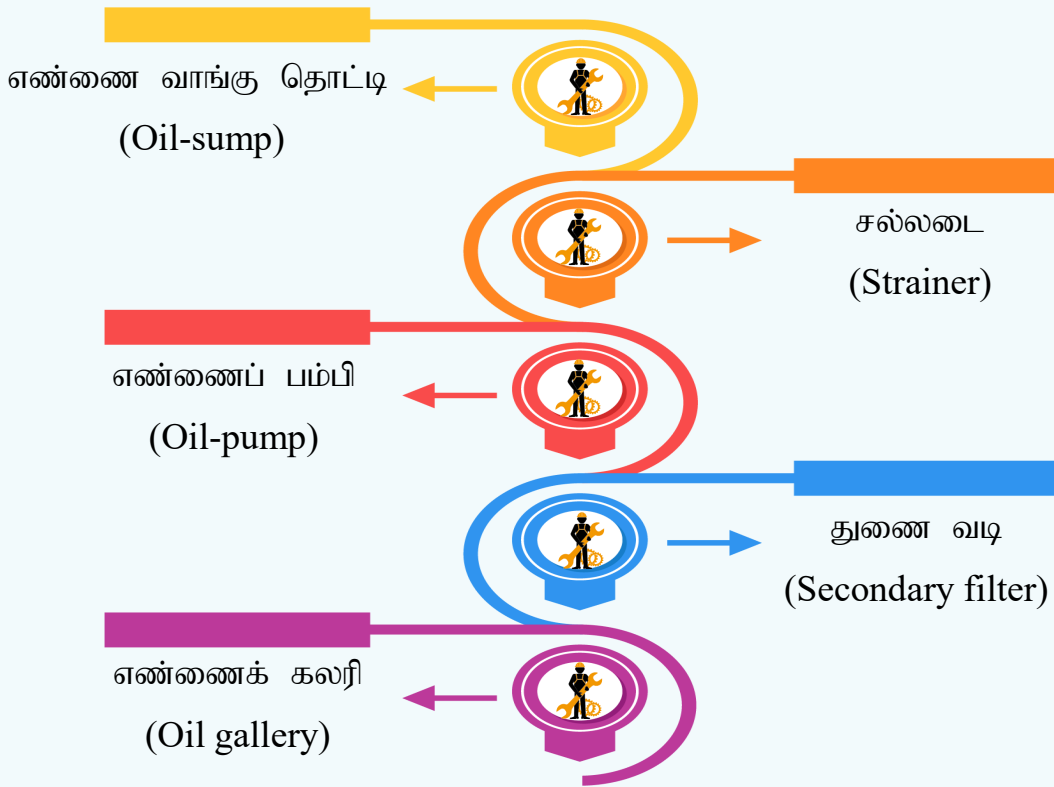 எண்ணை வாங்கு தொட்டி
(Oil-sump)
சல்லடை
(Strainer)
எண்ணைப் பம்பி
(Oil-pump)
துணை வடி
(Secondary filter)
எண்ணைக் கலரி
(Oil gallery)